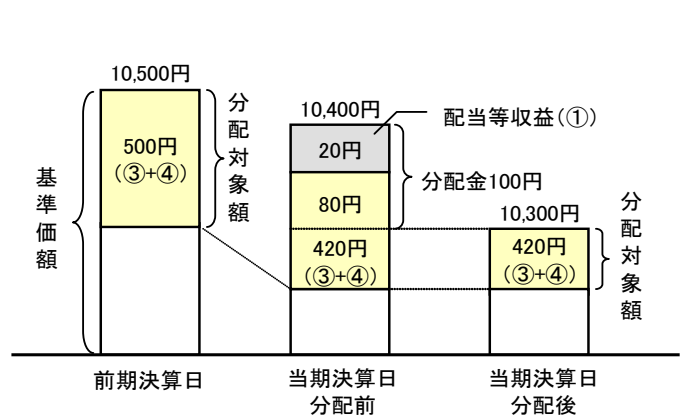 基準価額
10,500円
500円
(③+④)
分配対象額
前期決算日
10,400円
20円
80円
420円
(③+④)
配当等収益(①)
分配金100円
当期決算日
分配前
10,300円
420円
(③+④)
分配対象額
当期決算日
分配後